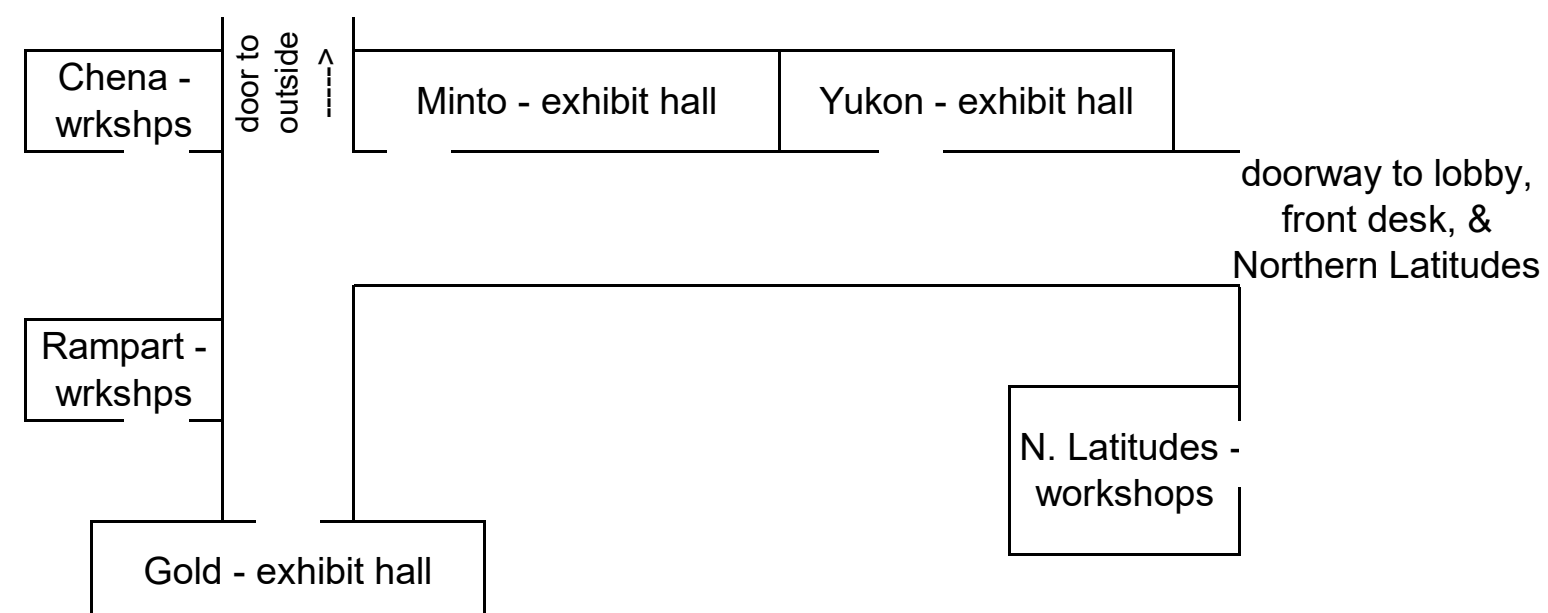 Chena -
wrkshps
door to
outside
----->
Minto - exhibit hall
Yukon - exhibit hall
doorway to lobby,
front desk, &
Northern Latitudes
Rampart -
wrkshps
N. Latitudes -
workshops
Gold - exhibit hall